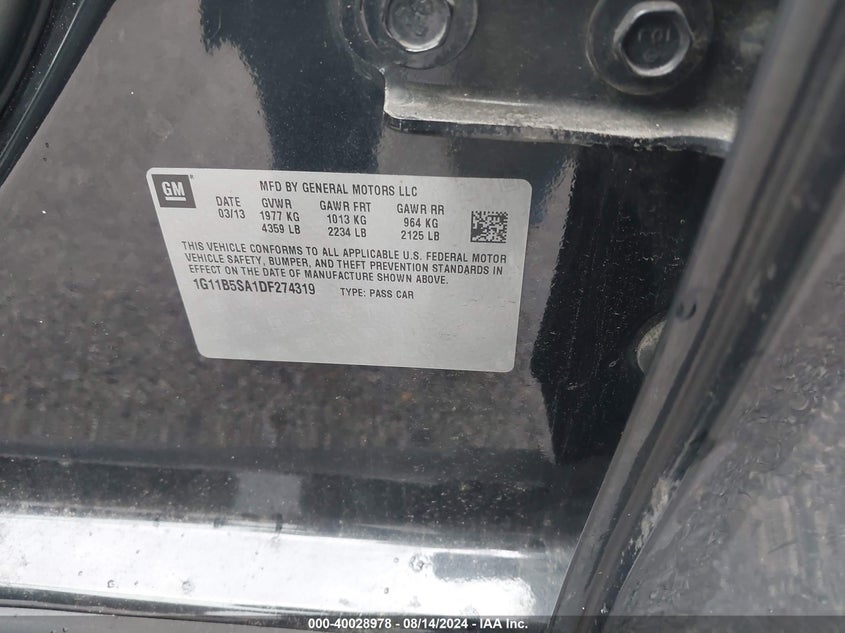 GM
MFD BY GENERAL MOTORS LLC
DATE GVWR GAWR FRT GAWR RR
03/13 1977 KG 1013 KG 964 KG
4359 LB 2234 LB 2125 LB
THIS VEHICLE CONFORMS TO ALL APPLICABLE U.S. FEDERAL MOTOR
VEHICLE SAFETY, BUMPER, AND THEFT PREVENTION STANDARDS IN
EFFECT ON THE DATE OF MANUFACTURE SHOWN ABOVE.
1G11B5SA1DF274319 TYPE: PASS CAR
000-40028978 - 08/14/2024 - IAA Inc.